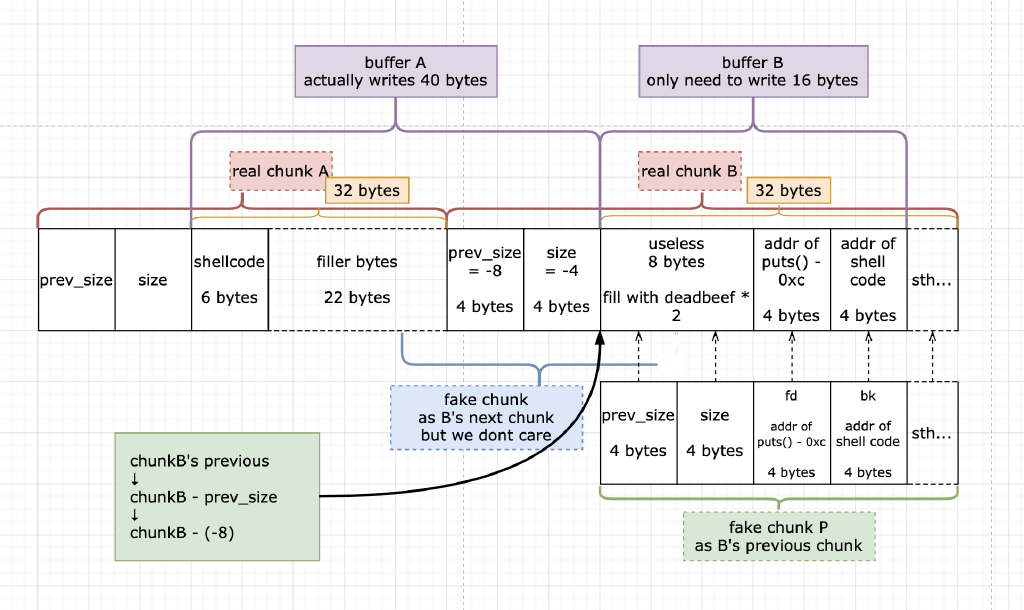 buffer A
actually writes 40 bytes
buffer B
only need to write 16 bytes
real chunk A
32 bytes
real chunk B
32 bytes
prev_size
size
shellcode
6 bytes
filler bytes
22 bytes
prev_size
= -8
4 bytes
size
= -4
4 bytes
useless
8 bytes
fill with deadbeef *
2
addr of
puts() -
0xc
4 bytes
addr of
shell
code
4 bytes
sth...
fake chunk
as B's next chunk
but we dont care
prev_size
4 bytes
size
4 bytes
fd
addr of
puts() - 0xc
4 bytes
bk
addr of
shell code
4 bytes
sth...
chunkB's previous
↓
chunkB - prev_size
↓
chunkB - (-8)
fake chunk P
as B's previous chunk